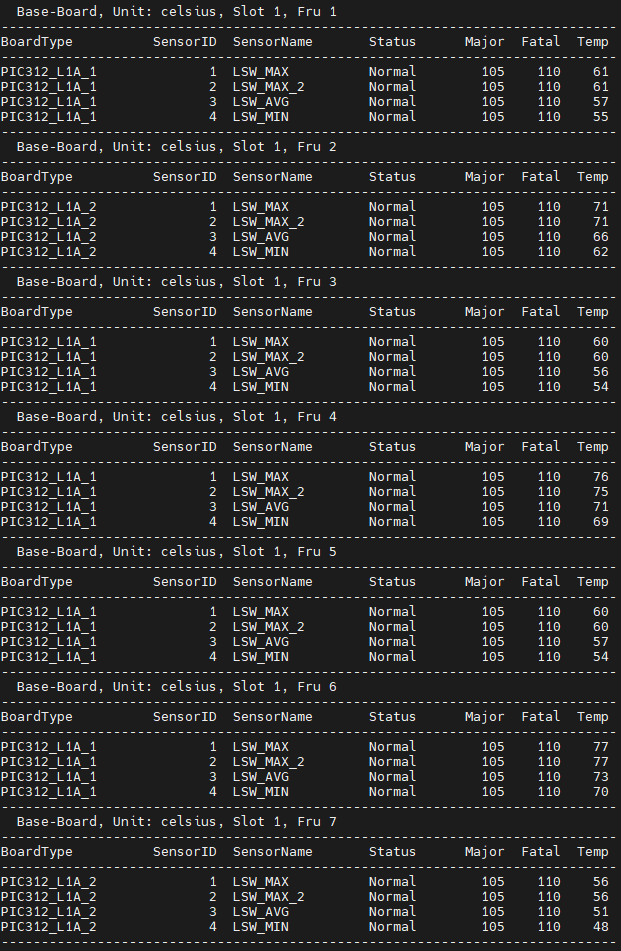 Base-Board, Unit: celsius, Slot 1, Fru 1
-----------------------------------------------------------------------------
BoardType          SensorID  SensorName       Status      Major  Fatal  Temp
-----------------------------------------------------------------------------
PIC312_L1A_1              1  LSW_MAX          Normal        105    110    61
PIC312_L1A_1              2  LSW_MAX_2        Normal        105    110    61
PIC312_L1A_1              3  LSW_AVG          Normal        105    110    57
PIC312_L1A_1              4  LSW_MIN          Normal        105    110    55
-----------------------------------------------------------------------------
  Base-Board, Unit: celsius, Slot 1, Fru 2
-----------------------------------------------------------------------------
BoardType          SensorID  SensorName       Status      Major  Fatal  Temp
-----------------------------------------------------------------------------
PIC312_L1A_2              1  LSW_MAX          Normal        105    110    71
PIC312_L1A_2              2  LSW_MAX_2        Normal        105    110    71
PIC312_L1A_2              3  LSW_AVG          Normal        105    110    66
PIC312_L1A_2              4  LSW_MIN          Normal        105    110    62
-----------------------------------------------------------------------------
  Base-Board, Unit: celsius, Slot 1, Fru 3
-----------------------------------------------------------------------------
BoardType          SensorID  SensorName       Status      Major  Fatal  Temp
-----------------------------------------------------------------------------
PIC312_L1A_1              1  LSW_MAX          Normal        105    110    60
PIC312_L1A_1              2  LSW_MAX_2        Normal        105    110    60
PIC312_L1A_1              3  LSW_AVG          Normal        105    110    56
PIC312_L1A_1              4  LSW_MIN          Normal        105    110    54
-----------------------------------------------------------------------------
  Base-Board, Unit: celsius, Slot 1, Fru 4
-----------------------------------------------------------------------------
BoardType          SensorID  SensorName       Status      Major  Fatal  Temp
-----------------------------------------------------------------------------
PIC312_L1A_1              1  LSW_MAX          Normal        105    110    76
PIC312_L1A_1              2  LSW_MAX_2        Normal        105    110    75
PIC312_L1A_1              3  LSW_AVG          Normal        105    110    71
PIC312_L1A_1              4  LSW_MIN          Normal        105    110    69
-----------------------------------------------------------------------------
  Base-Board, Unit: celsius, Slot 1, Fru 5
-----------------------------------------------------------------------------
BoardType          SensorID  SensorName       Status      Major  Fatal  Temp
-----------------------------------------------------------------------------
PIC312_L1A_1              1  LSW_MAX          Normal        105    110    60
PIC312_L1A_1              2  LSW_MAX_2        Normal        105    110    60
PIC312_L1A_1              3  LSW_AVG          Normal        105    110    57
PIC312_L1A_1              4  LSW_MIN          Normal        105    110    54
-----------------------------------------------------------------------------
  Base-Board, Unit: celsius, Slot 1, Fru 6
-----------------------------------------------------------------------------
BoardType          SensorID  SensorName       Status      Major  Fatal  Temp
-----------------------------------------------------------------------------
PIC312_L1A_1              1  LSW_MAX          Normal        105    110    77
PIC312_L1A_1              2  LSW_MAX_2        Normal        105    110    77
PIC312_L1A_1              3  LSW_AVG          Normal        105    110    73
PIC312_L1A_1              4  LSW_MIN          Normal        105    110    70
-----------------------------------------------------------------------------
  Base-Board, Unit: celsius, Slot 1, Fru 7
-----------------------------------------------------------------------------
BoardType          SensorID  SensorName       Status      Major  Fatal  Temp
-----------------------------------------------------------------------------
PIC312_L1A_2              1  LSW_MAX          Normal        105    110    56
PIC312_L1A_2              2  LSW_MAX_2        Normal        105    110    56
PIC312_L1A_2              3  LSW_AVG          Normal        105    110    51
PIC312_L1A_2              4  LSW_MIN          Normal        105    110    48
-----------------------------------------------------------------------------